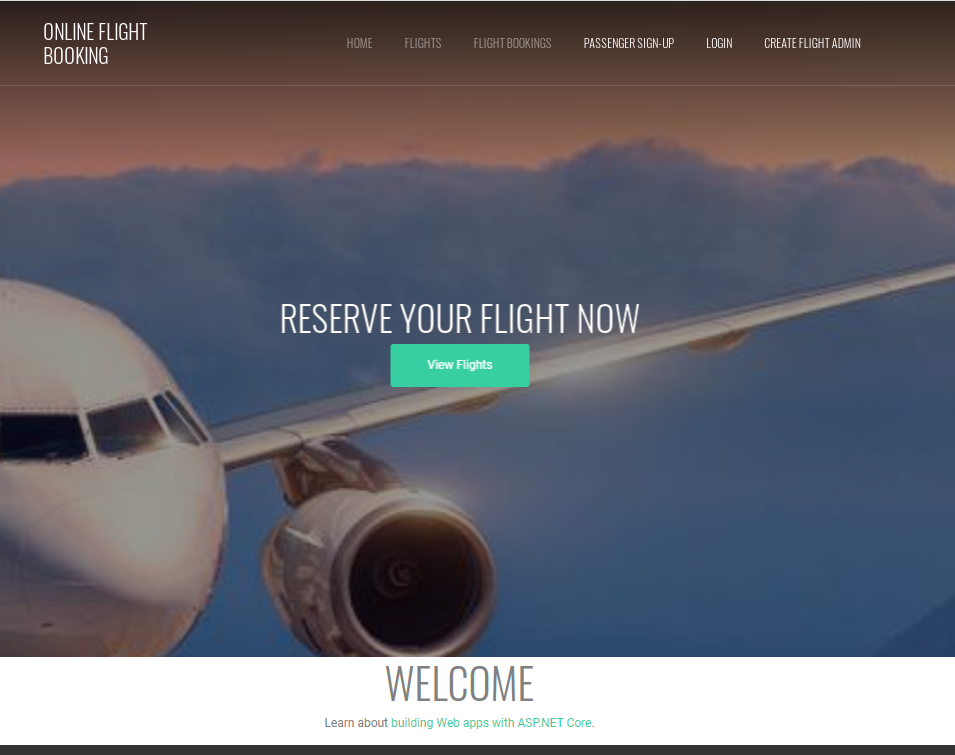 ONLINE FLIGHT
BOOKING
HOME FLIGHTS FLIGHT BOOKINGS PASSENGER SIGN-UP LOGIN CREATE FLIGHT ADMIN
RESERVE YOUR FLIGHT NOW
View Flights
WELCOME
Learn about building Web apps with ASP.NET Core.